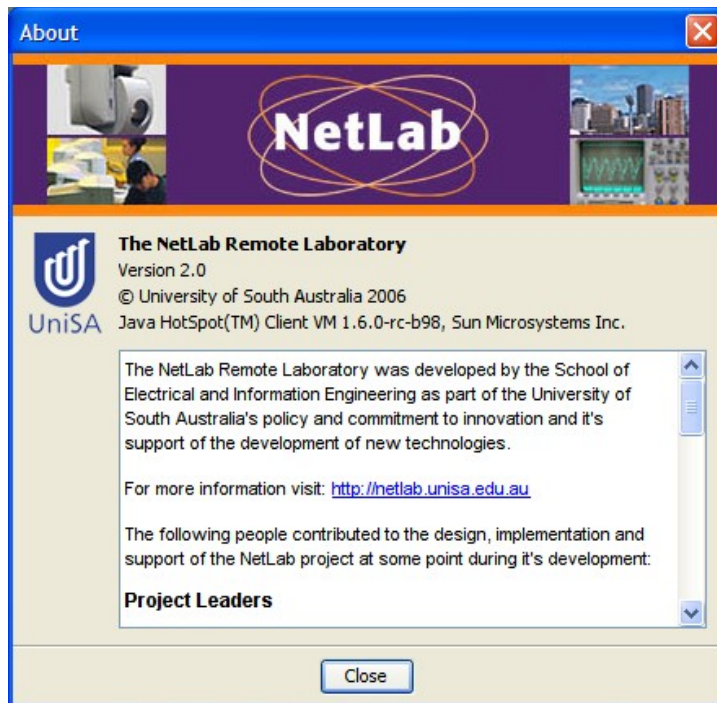 About
NetLab
UniSA
The NetLab Remote Laboratory
Version 2.0
© University of South Australia 2006
Java HotSpot(TM) Client VM 1.6.0-rc-b98, Sun Microsystems Inc.
The NetLab Remote Laboratory was developed by the School of
Electrical and Information Engineering as part of the University of
South Australia's policy and commitment to innovation and it's
support of the development of new technologies.
For more information visit: http://netlab.unisa.edu.au
The following people contributed to the design, implementation and
support of the NetLab project at some point during it's development:
Project Leaders
Close